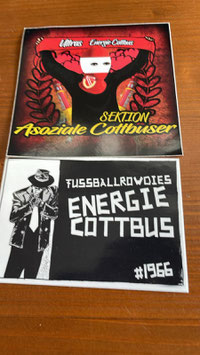 Ultras Energie Cottbus
SEKTION
Asoziale Cottbuser
FUSSBALLROWDIES
ENERGIE
COTTBUS
#1966